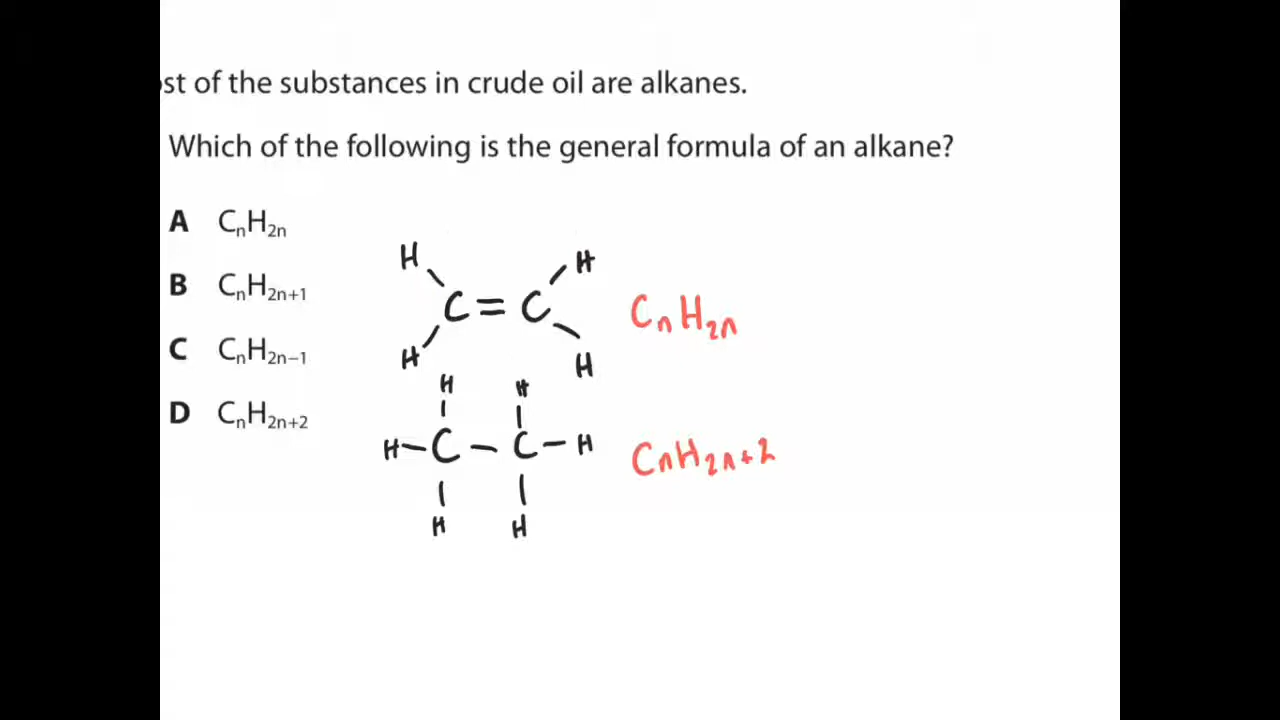 st of the substances in crude oil are alkanes.
Which of the following is the general formula of an alkane?
A CₙH₂ₙ
B CₙH₂ₙ₊₁
C CₙH₂ₙ₋₁
D CₙH₂ₙ₊₂
H H
C = C CₙH₂ₙ
H H
H H
H – C – C – H CₙH₂ₙ₊₂
H H